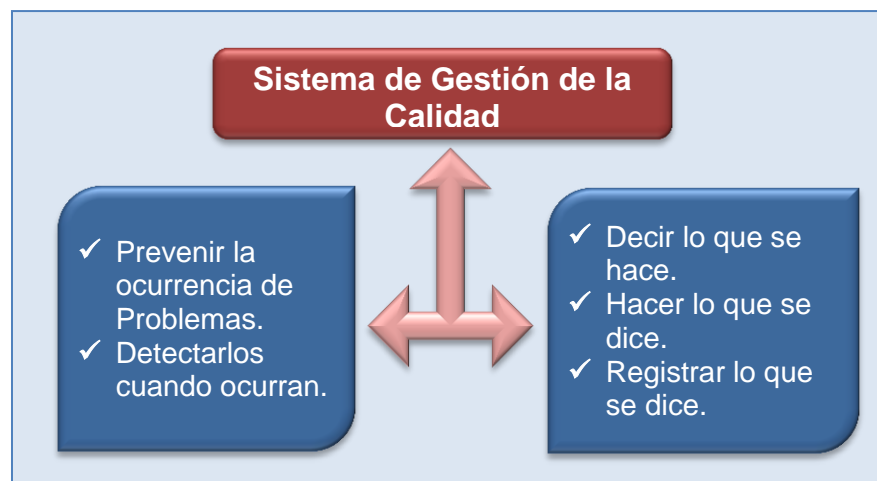 Sistema de Gestión de la
Calidad
✓ Prevenir la
ocurrencia de
Problemas.
✓ Detectarlos
cuando ocurran.
✓ Decir lo que se
hace.
✓ Hacer lo que se
dice.
✓ Registrar lo que
se dice.